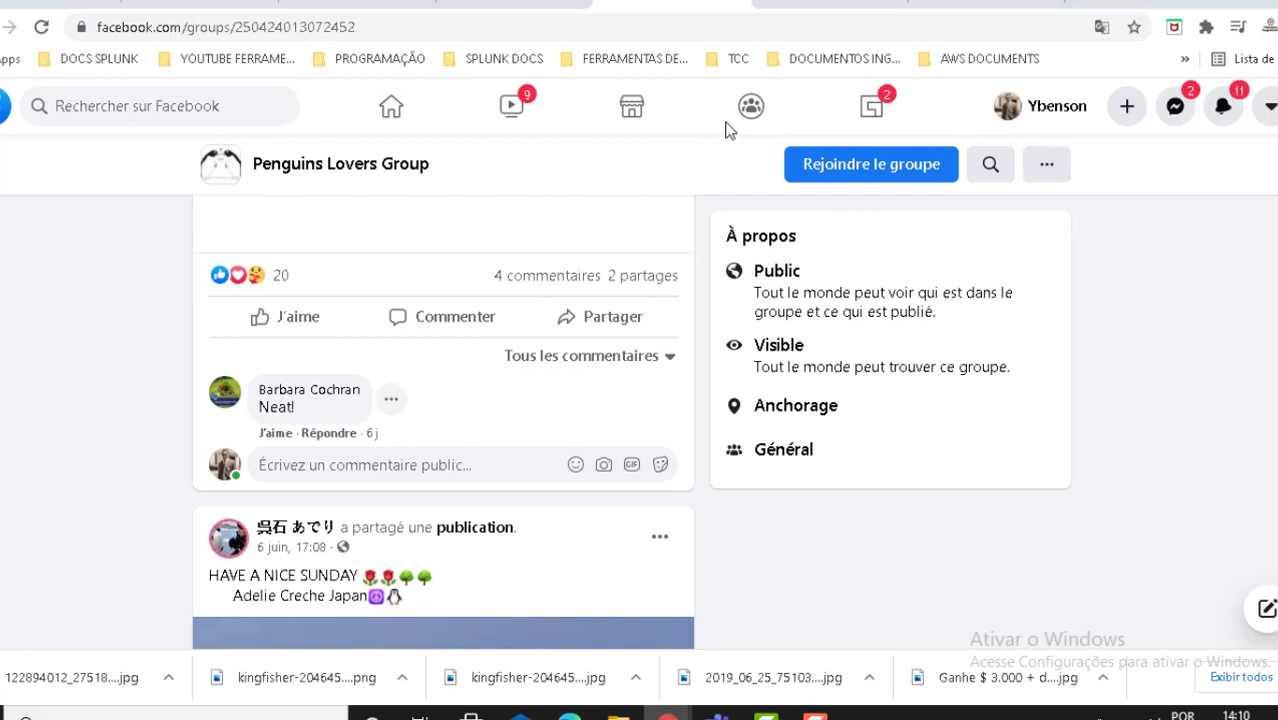 facebook.com/groups/250424013072452
Apps DOCS SPLUNK YOUTUBE FERRAME... PROGRAMAÇÃO SPLUNK DOCS FERRAMENTAS DE... TCC DOCUMENTOS ING... AWS DOCUMENTS » Lista de
Rechercher sur Facebook 9 2 Ybenson 2 11
Penguins Lovers Group Rejoindre le groupe
À propos
Public
Tout le monde peut voir qui est dans le
groupe et ce qui est publié.
Visible
Tout le monde peut trouver ce groupe.
Anchorage
Général
20 4 commentaires 2 partages
J'aime Commenter Partager
Tous les commentaires
Barbara Cochran
Neat!
J'aime · Répondre · 6 j
Écrivez un commentaire public... GIF
呉石 あでり a partagé une publication.
6 juin, 17:08 ·
HAVE A NICE SUNDAY 🌹🌹🌳🌳
Adelie Creche Japan☮🐧
Ativar o Windows
Acesse Configurações para ativar o Windows.
122894012_27518....jpg kingfisher-204645....png kingfisher-204645....jpg 2019_06_25_75103....jpg Ganhe $ 3.000 + d....jpg Exibir todos
POR 14:10